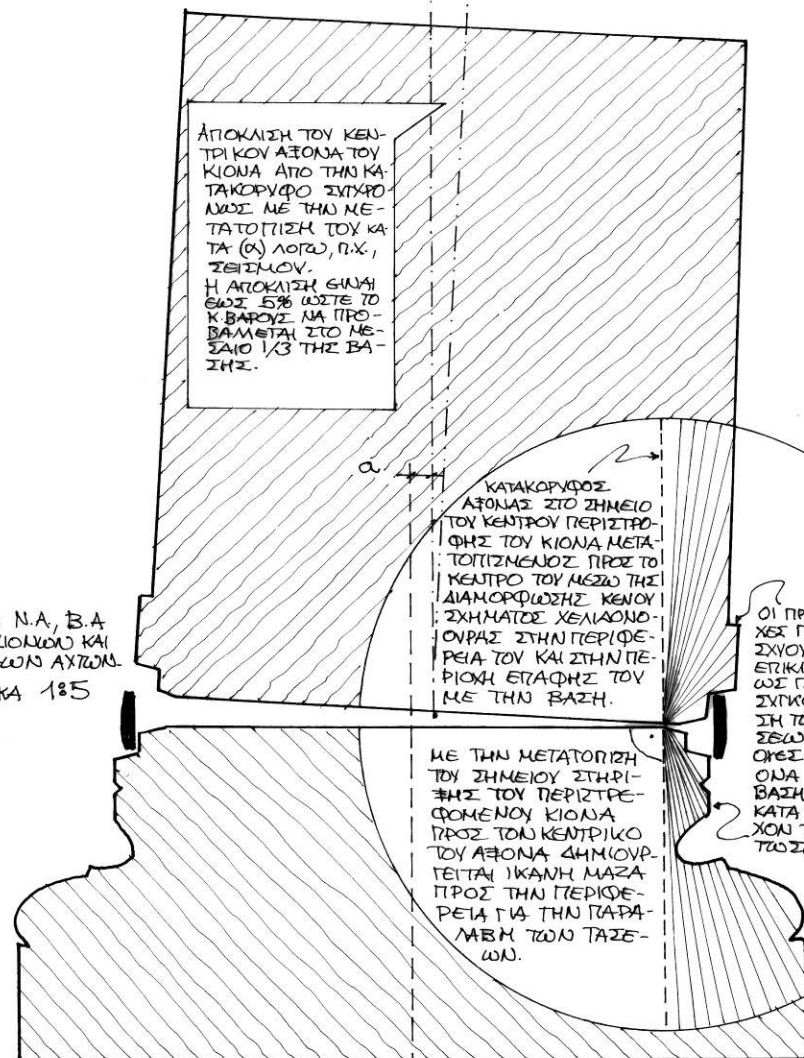 ἈΠΟΚΛΙΣΗ ΤΟΥ ΚΕΝ-
ΤΡΙΚΟΥ ΑΞΟΝΑ ΤΟΥ
ΚΙΟΝΑ ΑΠΟ ΤΗΝ ΚΑ-
ΤΑΚΟΡΥΦΟ ΣΥΓΧΡΟ-
ΝΩΣ ΜΕ ΤΗΝ ΜΕ-
ΤΑΤΟΠΙΣΗ ΤΟΥ ΚΑ-
ΤΑ (α) ΛΟΓΩ, Π.Χ.,
ΣΕΙΣΜΟΥ.
Η ΑΠΟΚΛΙΣΗ ΕΙΝΑΙ
ΕΩΣ 5% ΩΣΤΕ ΤΟ
Κ.ΒΑΡΟΥΣ ΝΑ ΠΡΟ-
ΒΑΛΛΕΤΑΙ ΣΤΟ ΜΕ-
ΣΑΙΟ 1/3 ΤΗΣ ΒΑ-
ΣΗΣ.
α
ΚΑΤΑΚΟΡΥΦΟΣ
ΑΞΟΝΑΣ ΣΤΟ ΣΗΜΕΙΟ
ΤΟΥ ΚΕΝΤΡΟΥ ΠΕΡΙΣΤΡΟ-
ΦΗΣ ΤΟΥ ΚΙΟΝΑ ΜΕΤΑ-
ΤΟΠΙΣΜΕΝΟΣ ΠΡΟΣ ΤΟ
ΚΕΝΤΡΟ ΤΟΥ ΜΕΣΩ ΤΗΣ
ΔΙΑΜΟΡΦΩΣΗΣ ΚΕΝΟΥ
ΣΧΗΜΑΤΟΣ ΧΕΛΙΔΟΝΟ-
ΟΥΡΑΣ ΣΤΗΝ ΠΕΡΙΦΕ-
ΡΕΙΑ ΤΟΥ ΚΑΙ ΣΤΗΝ ΠΕ-
ΡΙΟΧΗ ΕΠΑΦΗΣ ΤΟΥ
ΜΕ ΤΗΝ ΒΑΣΗ.
Ν.Α., Β.Α
ΙΟΝΩΝ ΚΑΙ
ΩΝ ΑΥΤΩΝ-
ΚΑ 1:5
ΜΕ ΤΗΝ ΜΕΤΑΤΟΠΙΣΗ
ΤΟΥ ΣΗΜΕΙΟΥ ΣΤΗΡΙ-
ΞΗΣ ΤΟΥ ΠΕΡΙΣΤΡΕ-
ΦΟΜΕΝΟΥ ΚΙΟΝΑ
ΠΡΟΣ ΤΟΝ ΚΕΝΤΡΙΚΟ
ΤΟΥ ΑΞΟΝΑ ΔΗΜΙΟΥΡ-
ΓΕΙΤΑΙ ΙΚΑΝΗ ΜΑΖΑ
ΠΡΟΣ ΤΗΝ ΠΕΡΙΦΕ-
ΡΕΙΑ ΓΙΑ ΤΗΝ ΠΑΡΑ-
ΛΑΒΗ ΤΩΝ ΤΑΣΕ-
ΩΝ.
ΟΙ ΠΡ
ΧΕΣ Π
ΣΧΥΟΥ
ΕΠΙΚΛ
ΩΣ Π
ΣΥΓΚ
ΣΗ Τ
ΣΕΩ
ΟΝΑ
ΒΑΣΗ
ΚΑΤΑ
ΧΟΝ
ΤΩΣ